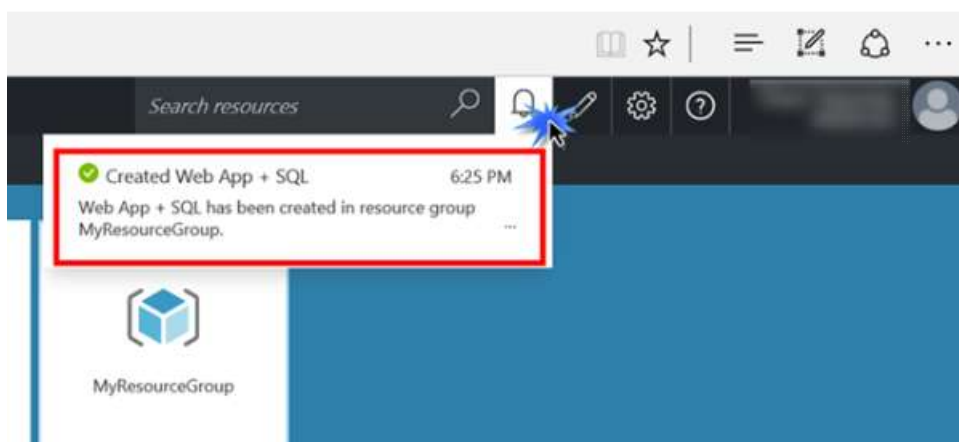 Search resources
Created Web App + SQL 6:25 PM
Web App + SQL has been created in resource group
MyResourceGroup.
...
MyResourceGroup